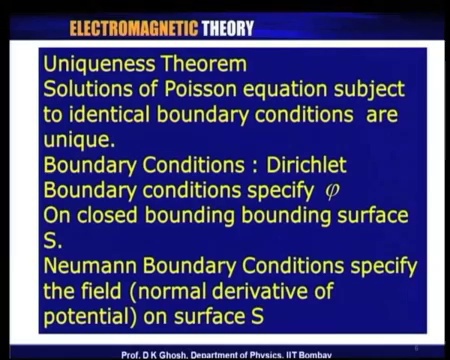 ELECTROMAGNETIC THEORY
Uniqueness Theorem
Solutions of Poisson equation subject
to identical boundary conditions are
unique.
Boundary Conditions : Dirichlet
Boundary conditions specify φ
On closed bounding bounding surface
S.
Neumann Boundary Conditions specify
the field (normal derivative of
potential) on surface S
6
Prof. D K Ghosh, Department of Physics, IIT Bombay